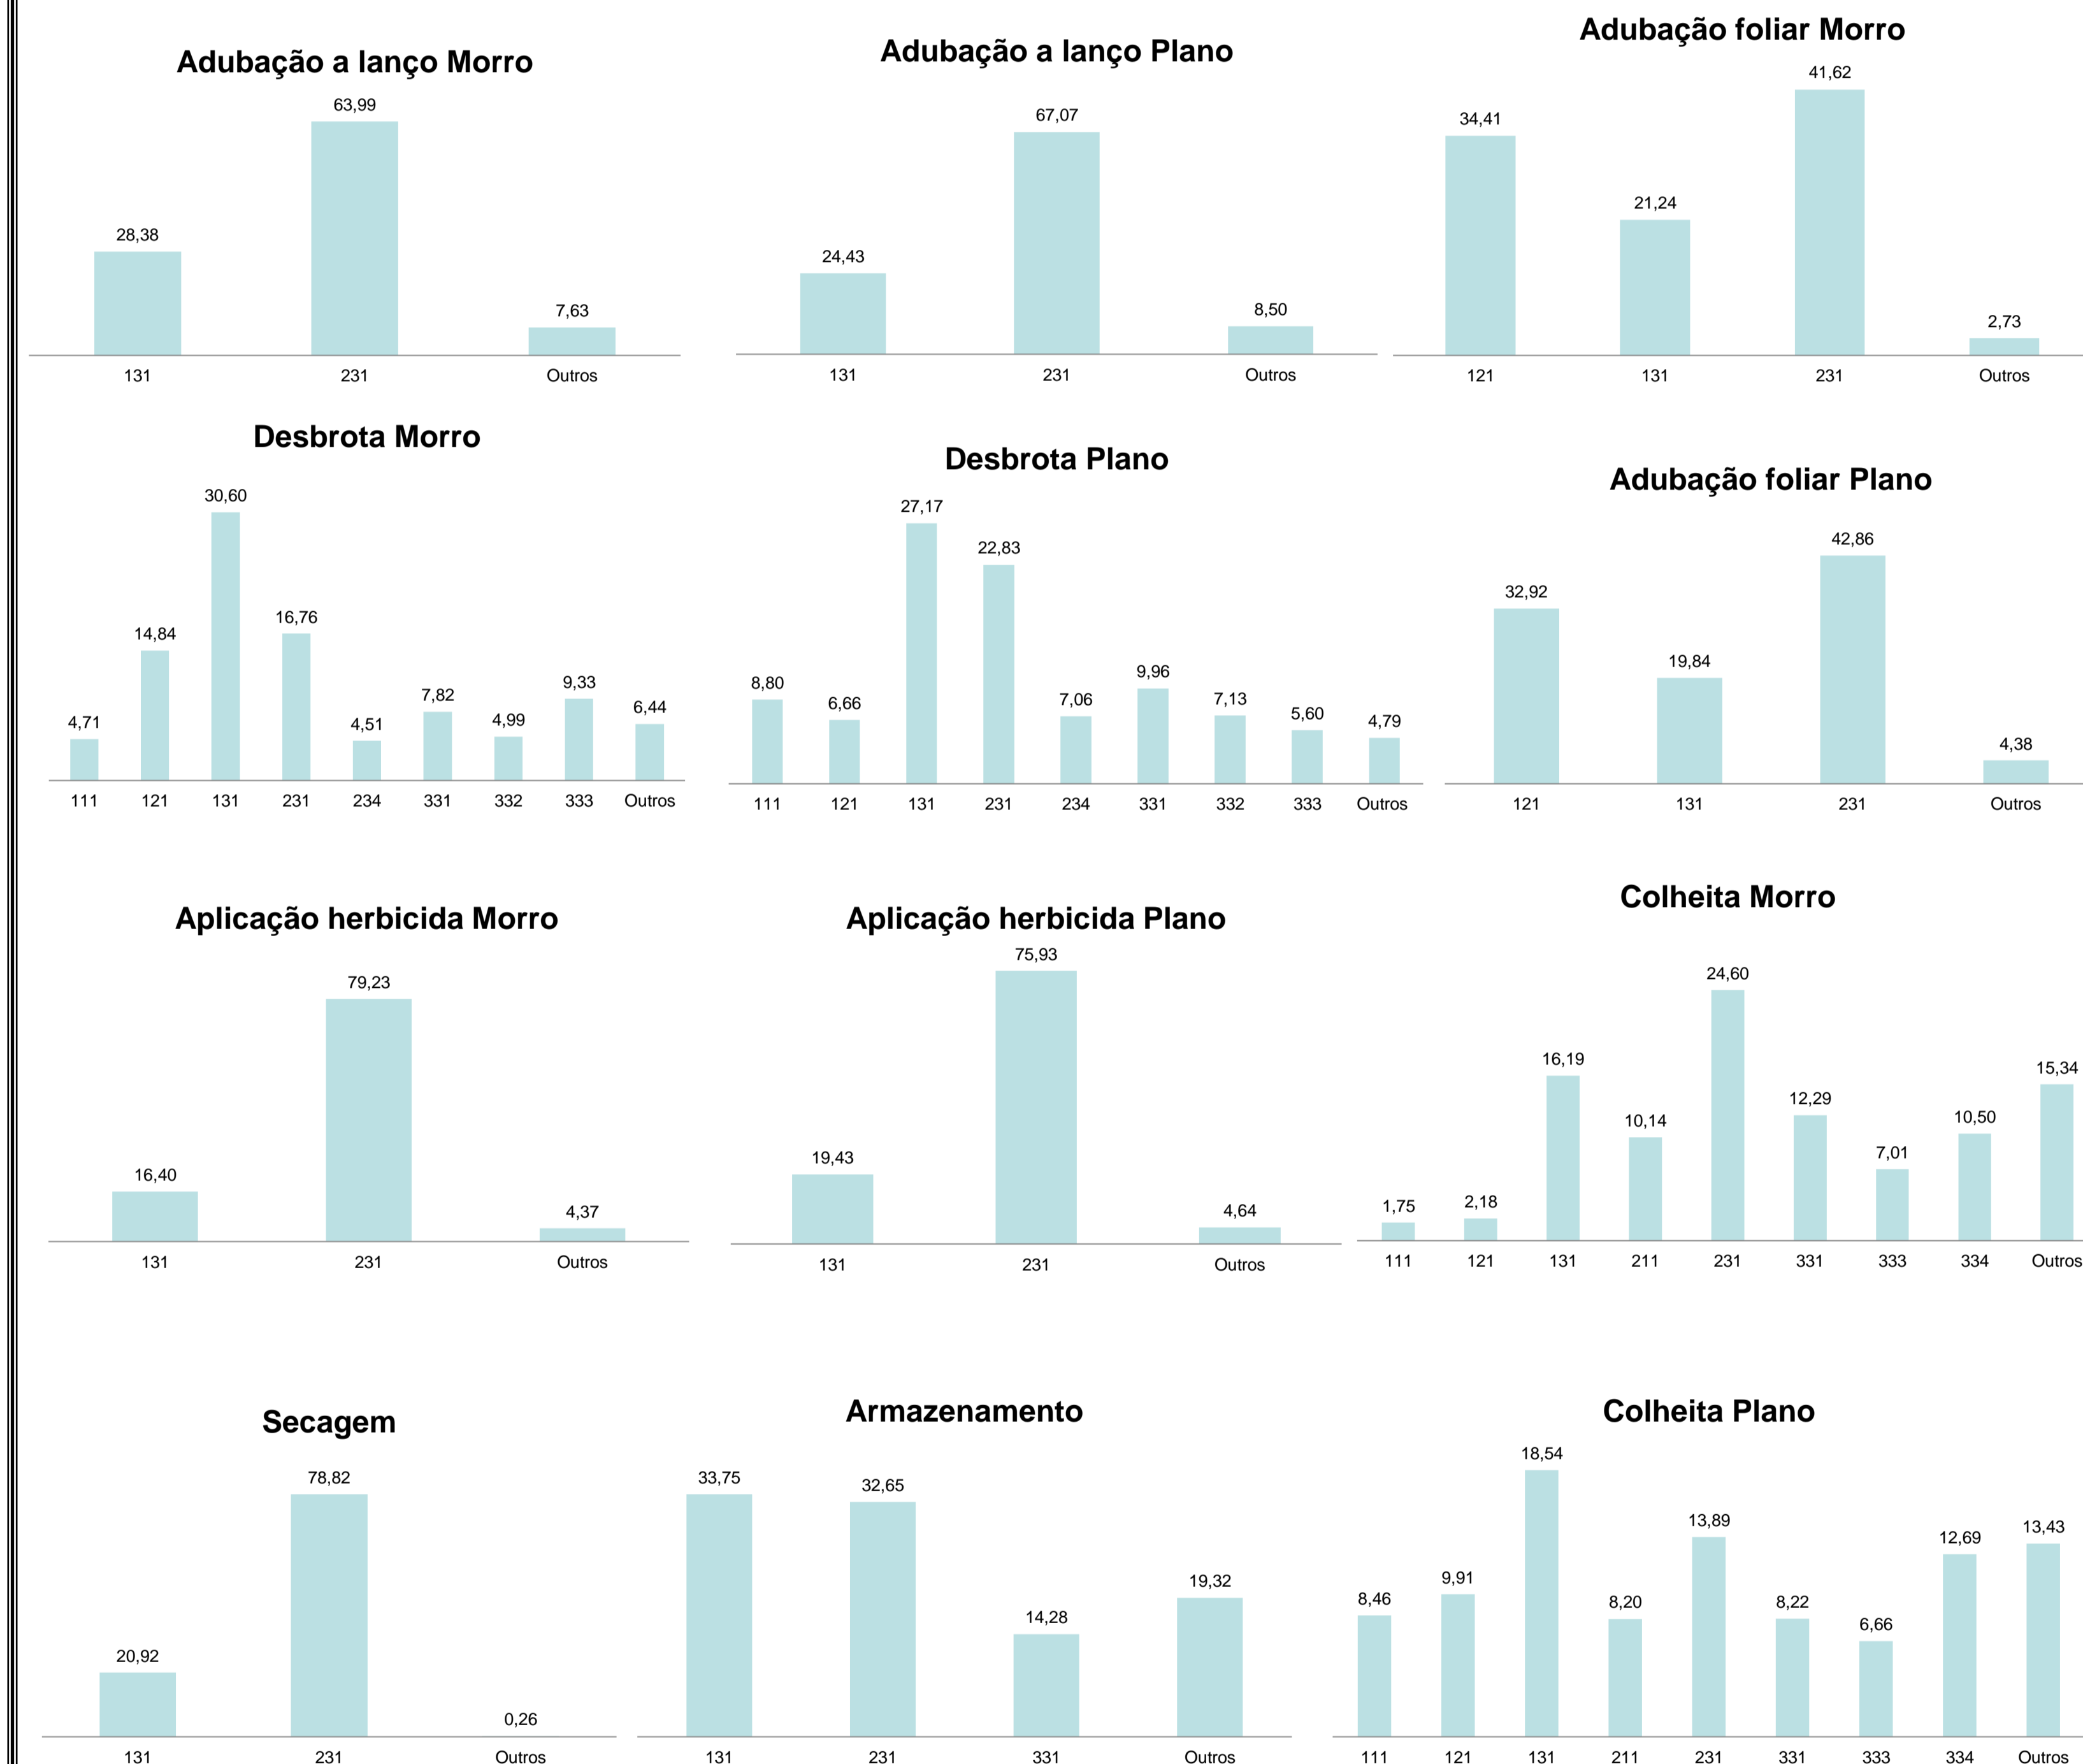 Adubação a lanço Morro
63,99
28,38
7,63
131 231 Outros
Adubação a lanço Plano
67,07
24,43
8,50
131 231 Outros
Adubação foliar Morro
41,62
34,41
21,24
2,73
121 131 231 Outros
Desbrota Morro
30,60
16,76
14,84
9,33
7,82
6,44
4,71 4,51 4,99
111 121 131 231 234 331 332 333 Outros
Desbrota Plano
27,17
22,83
9,96
8,80
6,66 7,06 7,13
5,60
4,79
111 121 131 231 234 331 332 333 Outros
Adubação foliar Plano
42,86
32,92
19,84
4,38
121 131 231 Outros
Aplicação herbicida Morro
79,23
16,40
4,37
131 231 Outros
Aplicação herbicida Plano
75,93
19,43
4,64
131 231 Outros
Colheita Morro
24,60
16,19
15,34
12,29
10,14 10,50
7,01
1,75 2,18
111 121 131 211 231 331 333 334 Outros
Secagem
78,82
20,92
0,26
131 231 Outros
Armazenamento
33,75 32,65
19,32
14,28
131 231 331 Outros
Colheita Plano
18,54
13,89
13,43
12,69
9,91
8,46 8,20 8,22
6,66
111 121 131 211 231 331 333 334 Outros